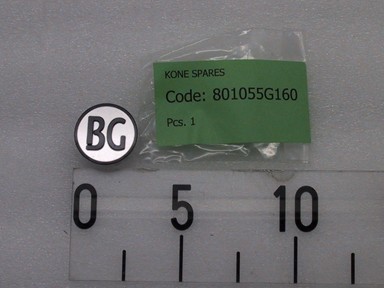 KONE SPARES
Code: 801055G160
Pcs. 1
BG
0 5 10